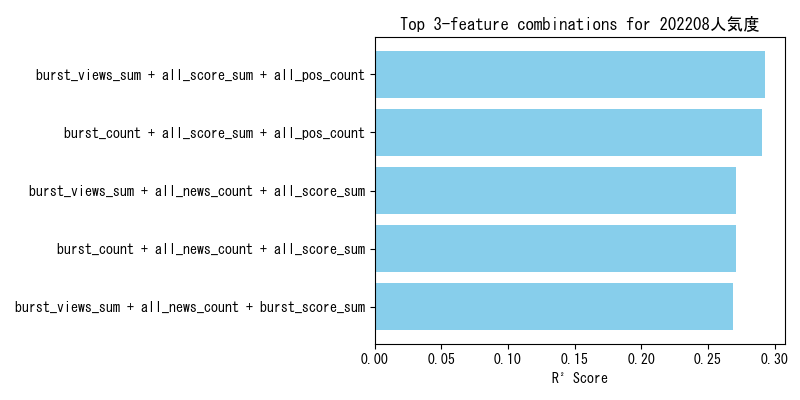 Top 3-feature combinations for 202208人気度
burst_views_sum + all_score_sum + all_pos_count
burst_count + all_score_sum + all_pos_count
burst_views_sum + all_news_count + all_score_sum
burst_count + all_news_count + all_score_sum
burst_views_sum + all_news_count + burst_score_sum
0.00 0.05 0.10 0.15 0.20 0.25 0.30
R² Score